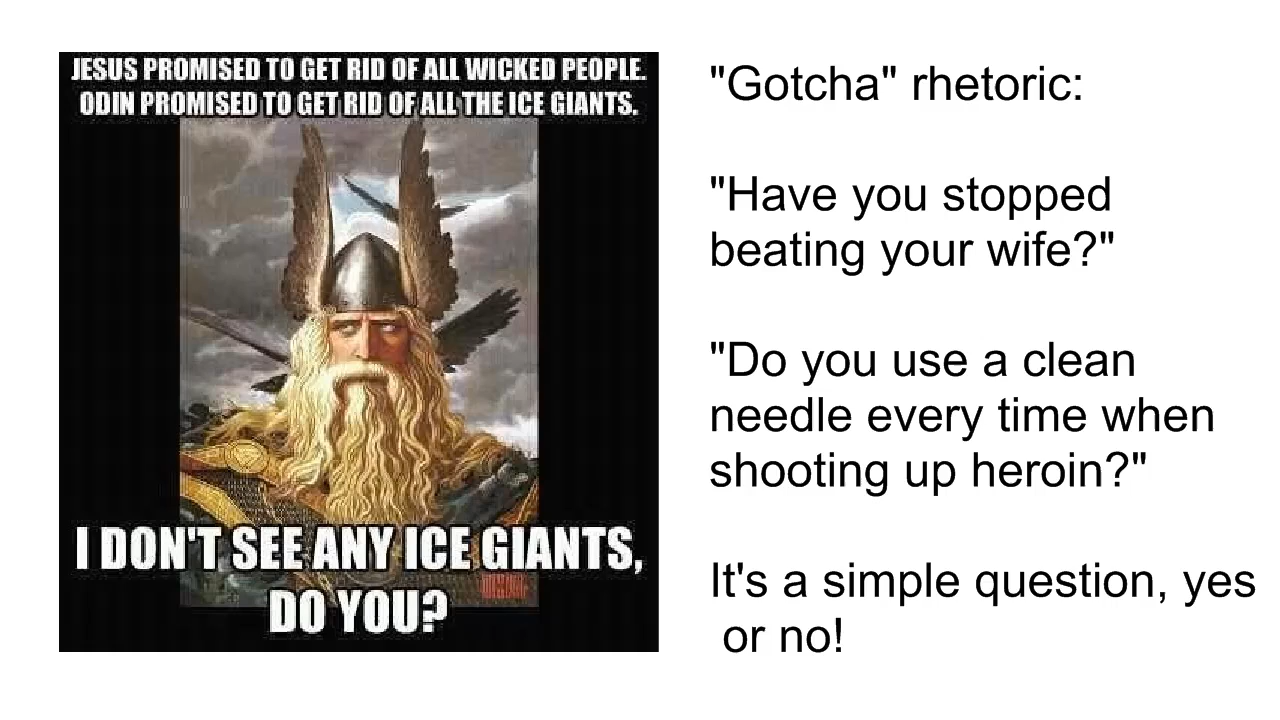 JESUS PROMISED TO GET RID OF ALL WICKED PEOPLE.
ODIN PROMISED TO GET RID OF ALL THE ICE GIANTS.
I DON'T SEE ANY ICE GIANTS,
DO YOU?
"Gotcha" rhetoric:
"Have you stopped
beating your wife?"
"Do you use a clean
needle every time when
shooting up heroin?"
It's a simple question, yes
or no!